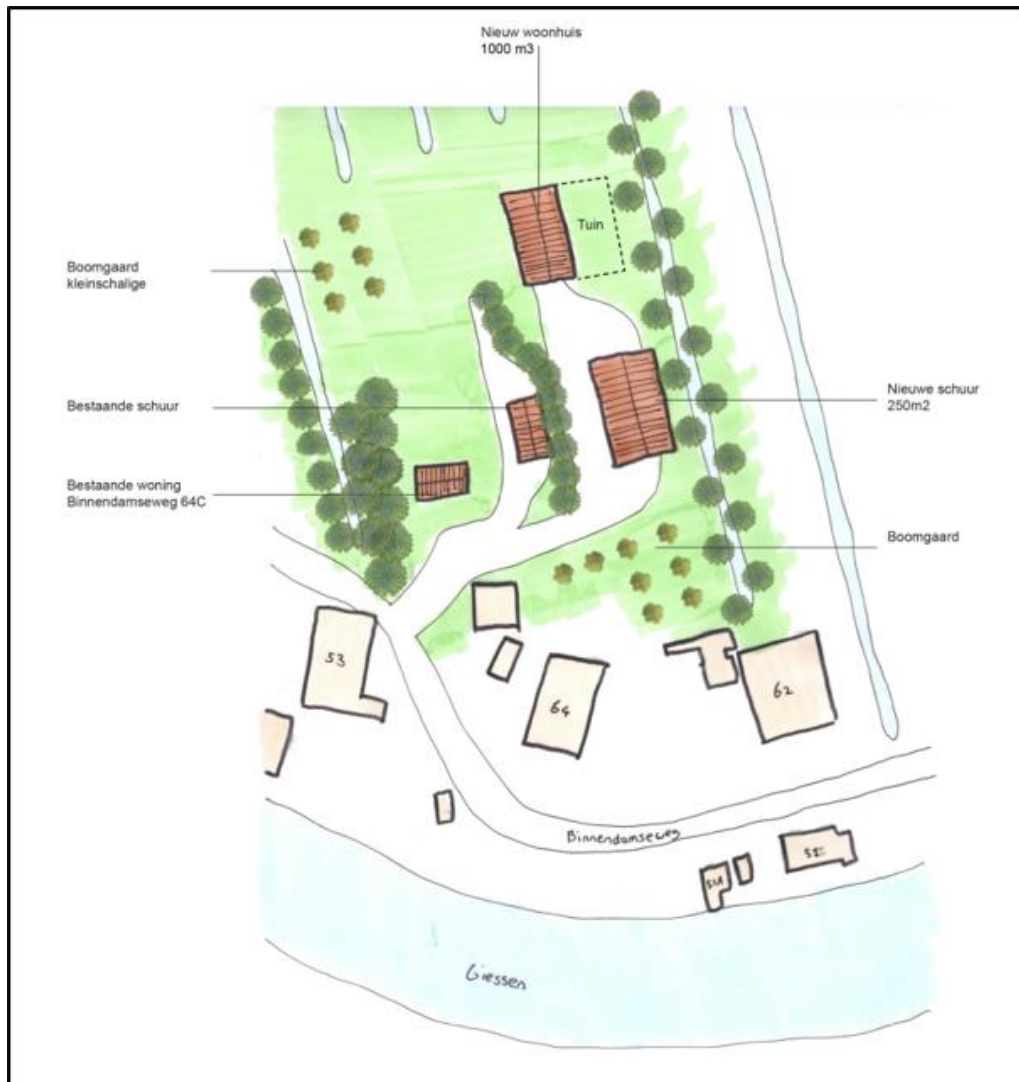 Nieuw woonhuis
1000 m3
Tuin
Boomgaard
kleinschalige
Bestaande schuur
Nieuwe schuur
250m2
Bestaande woning
Binnendamseweg 64C
Boomgaard
53
64
62
Binnendamseweg
Giessen